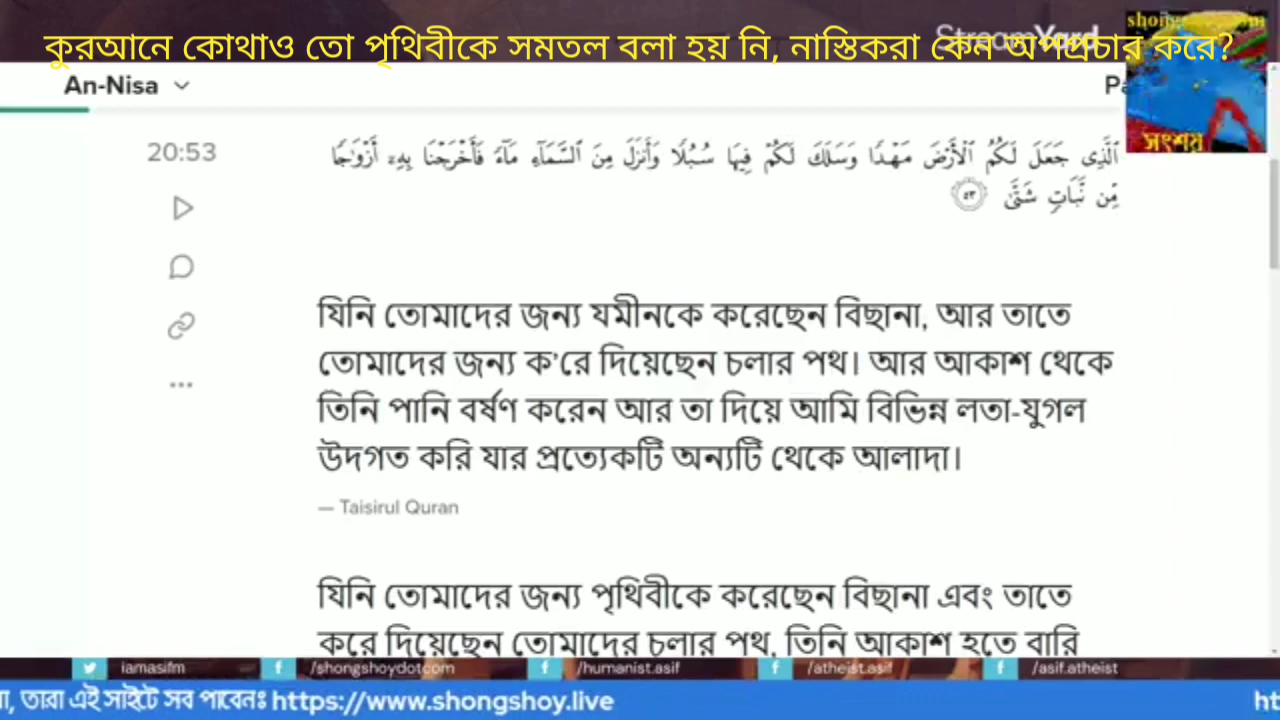 কুরআনে কোথাও তো পৃথিবীকে সমতল বলা হয় নি, নাস্তিকরা কেন অপপ্রচার করে?
StreamYard
An-Nisa
সংশয়
20:53
ٱلَّذِى جَعَلَ لَكُمُ ٱلْأَرْضَ مَهْدًا وَسَلَكَ لَكُمْ فِيهَا سُبُلًا وَأَنزَلَ مِنَ ٱلسَّمَآءِ مَآءً فَأَخْرَجْنَا بِهِۦٓ أَزْوَٰجًا
مِّن نَّبَاتٍ شَتَّىٰ ٥٣
যিনি তোমাদের জন্য যমীনকে করেছেন বিছানা, আর তাতে
তোমাদের জন্য ক'রে দিয়েছেন চলার পথ। আর আকাশ থেকে
তিনি পানি বর্ষণ করেন আর তা দিয়ে আমি বিভিন্ন লতা-যুগল
উদগত করি যার প্রত্যেকটি অন্যটি থেকে আলাদা।
— Taisirul Quran
যিনি তোমাদের জন্য পৃথিবীকে করেছেন বিছানা এবং তাতে
করে দিয়েছেন তোমাদের চলার পথ, তিনি আকাশ হতে বারি
iamasifm /shongshoydotcom /humanist.asif /atheist.asif /asif.atheist
তারা এই সাইটে সব পাবেনঃ https://www.shongshoy.live